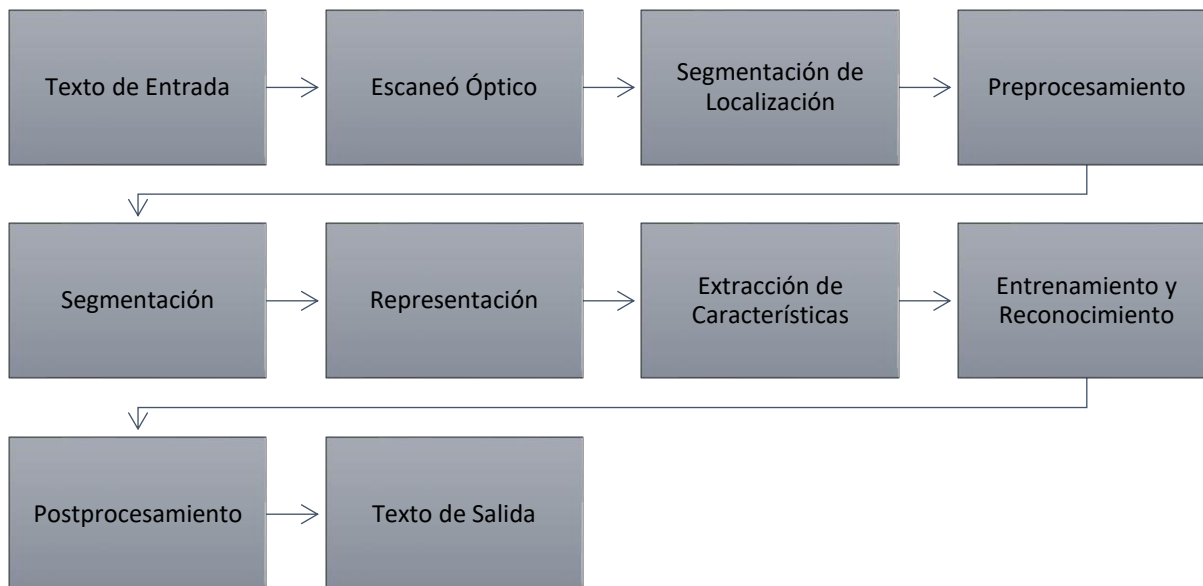 Texto de Entrada
Escaneó Óptico
Segmentación de
Localización
Preprocesamiento
Segmentación
Representación
Extracción de
Característícas
Entrenamiento y
Reconocimiento
Postprocesamiento
Texto de Salida